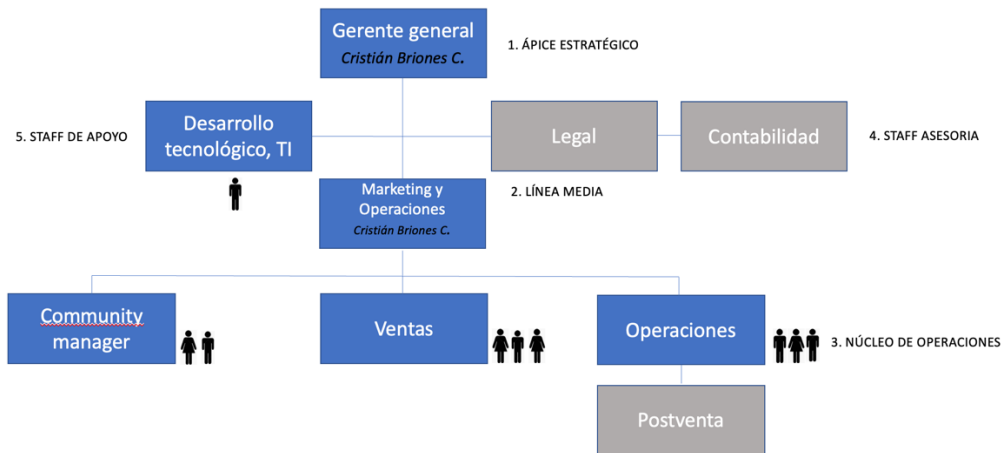 Gerente general
Cristián Briones C.
1. ÁPICE ESTRATÉGICO
5. STAFF DE APOYO
Desarrollo
tecnológico, TI
Legal
Contabilidad
4. STAFF ASESORIA
Marketing y
Operaciones
Cristián Briones C.
2. LÍNEA MEDIA
Community
manager
Ventas
Operaciones
3. NÚCLEO DE OPERACIONES
Postventa